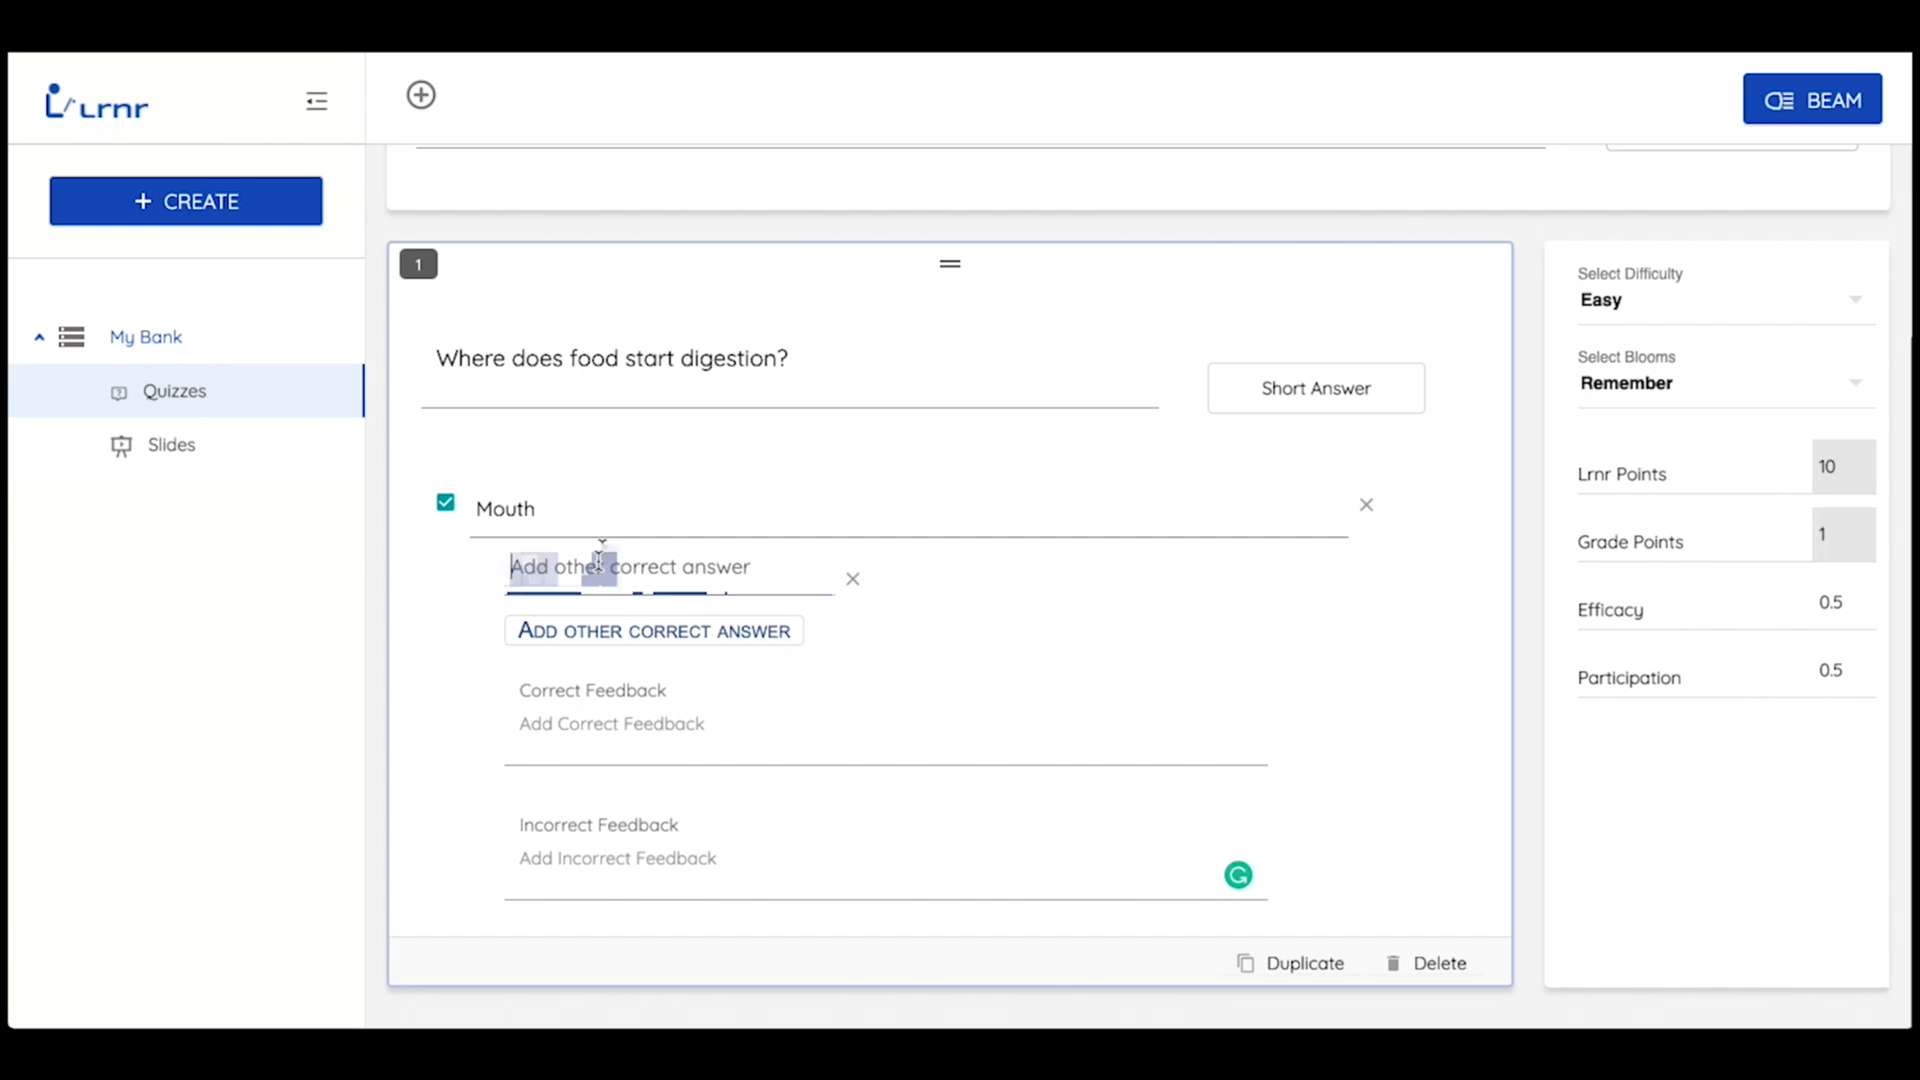 Lrnr
BEAM
+ CREATE
My Bank
Quizzes
Slides
1
Where does food start digestion?
Short Answer
Mouth
Add other correct answer
ADD OTHER CORRECT ANSWER
Correct Feedback
Add Correct Feedback
Incorrect Feedback
Add Incorrect Feedback
Duplicate
Delete
Select Difficulty
Easy
Select Blooms
Remember
Lrnr Points 10
Grade Points 1
Efficacy 0.5
Participation 0.5